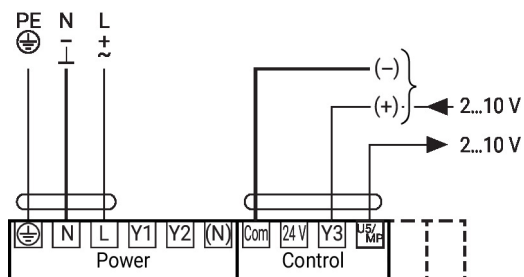 PE N L
– –
⊥ + ~
(–)
(+) 2...10 V
2...10 V
N L Y1 Y2 (N) Com 24 V Y3 U5/MP
Power Control